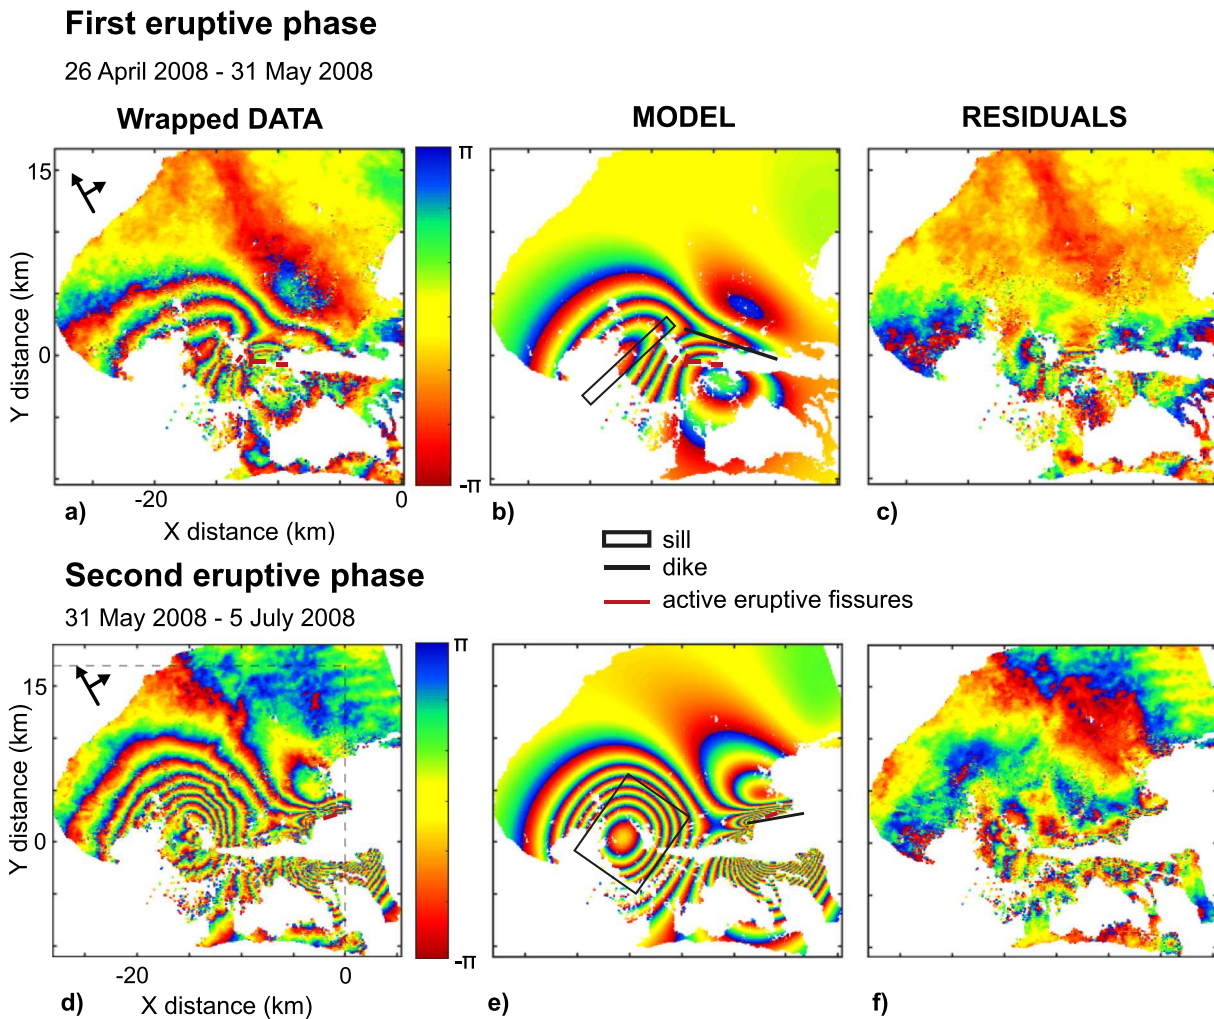 First eruptive phase
26 April 2008 - 31 May 2008
Wrapped DATA
MODEL
RESIDUALS
π
15
0
-π
-20
0
Y distance (km)
X distance (km)
a)
b)
c)
sill
dike
active eruptive fissures
Second eruptive phase
31 May 2008 - 5 July 2008
π
15
0
-π
-20
0
Y distance (km)
X distance (km)
d)
e)
f)